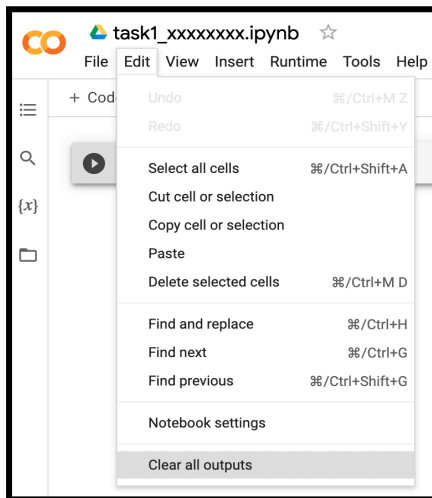 task1_xxxxxxxx.ipynb
File Edit View Insert Runtime Tools Help
+ Cod
Undo ⌘/Ctrl+M Z
Redo ⌘/Ctrl+Shift+Y
Select all cells ⌘/Ctrl+Shift+A
Cut cell or selection
{x}
Copy cell or selection
Paste
Delete selected cells ⌘/Ctrl+M D
Find and replace ⌘/Ctrl+H
Find next ⌘/Ctrl+G
Find previous ⌘/Ctrl+Shift+G
Notebook settings
Clear all outputs